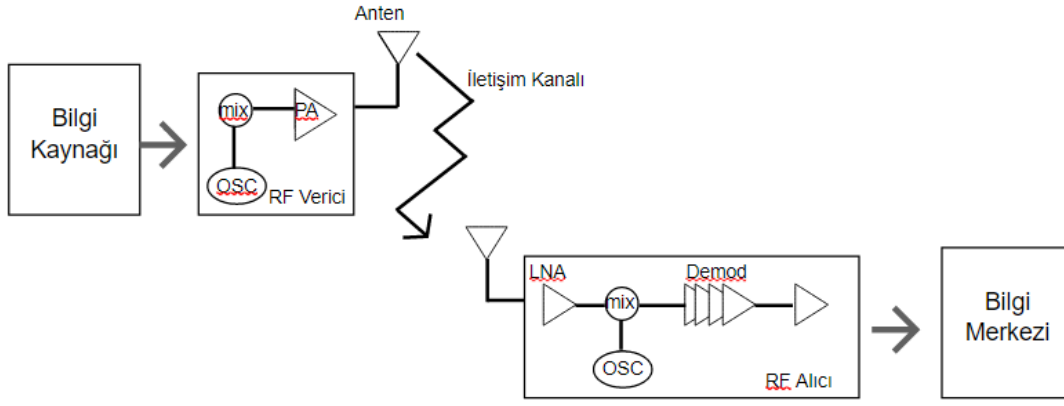 Anten
İletişim Kanalı
Bilgi
Kaynağı
mix
PA
OSC
RF Verici
LNA
Demod
mix
OSC
RF Alıcı
Bilgi
Merkezi